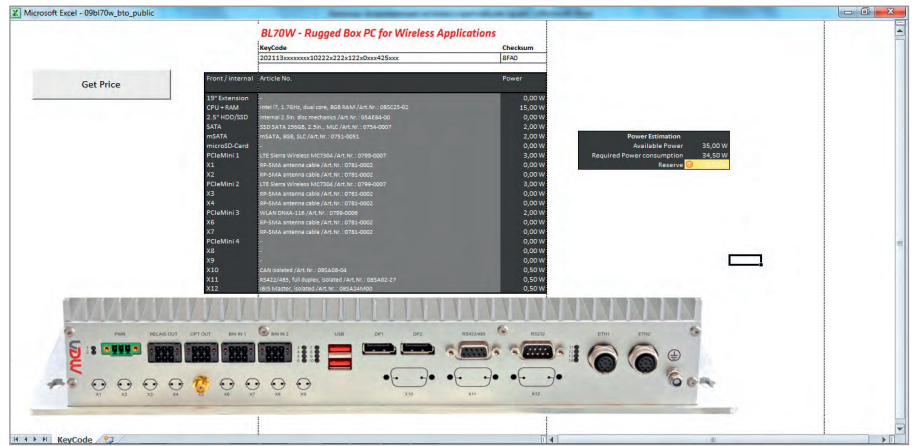 Microsoft Excel - 09bl70w_bto_public
BL70W - Rugged Box PC for Wireless Applications
KeyCode Checksum
202113xxxxxxxx10222x222x122x0xxx425xxx 8FA0
Get Price
Front / internal Article No. Power
19" Extension - 0,00 W
CPU + RAM Intel i7, 1.7GHz, dual core, 8GB RAM /Art.Nr.: 08SC25-02 15,00 W
2.5" HDD/SSD Internal 2.5in. disc mechanics /Art.Nr.: 05AE84-00 0,00 W
SATA SSD SATA 256GB, 2.5in., MLC /Art.Nr.: 0754-0007 2,00 W
mSATA mSATA, 8GB, SLC /Art.Nr.: 0751-0051 2,00 W
microSD-Card - 0,00 W
PCIeMini 1 LTE Sierra Wireless MC7304 /Art.Nr.: 0799-0007 3,00 W
X1 RP-SMA antenna cable /Art.Nr.: 0781-0002 0,00 W
X2 RP-SMA antenna cable /Art.Nr.: 0781-0002 0,00 W
PCIeMini 2 LTE Sierra Wireless MC7304 /Art.Nr.: 0799-0007 3,00 W
X3 RP-SMA antenna cable /Art.Nr.: 0781-0002 0,00 W
X4 RP-SMA antenna cable /Art.Nr.: 0781-0002 0,00 W
PCIeMini 3 WLAN DNXA-116 /Art.Nr.: 0799-0006 2,00 W
X6 RP-SMA antenna cable /Art.Nr.: 0781-0002 0,00 W
X7 RP-SMA antenna cable /Art.Nr.: 0781-0002 0,00 W
PCIeMini 4 - 0,00 W
X8 - 0,00 W
X9 - 0,00 W
X10 CAN isolated /Art.Nr.: 08SA08-04 0,50 W
X11 RS422/485, full duplex, isolated /Art.Nr.: 08SA02-27 0,50 W
X12 IBIS Master, isolated /Art.Nr.: 08SA24M00 0,50 W
Power Estimation
Available Power 35,00 W
Required Power consumption 34,50 W
Reserve
men
PWR RELAIS OUT OPT OUT BIN IN 1 BIN IN 2 USB DP1 DP2 RS422/485 RS232 ETH1 ETH2
X1 X2 X3 X4 X5 X6 X7 X8 X9 X10 X11 X12
KeyCode